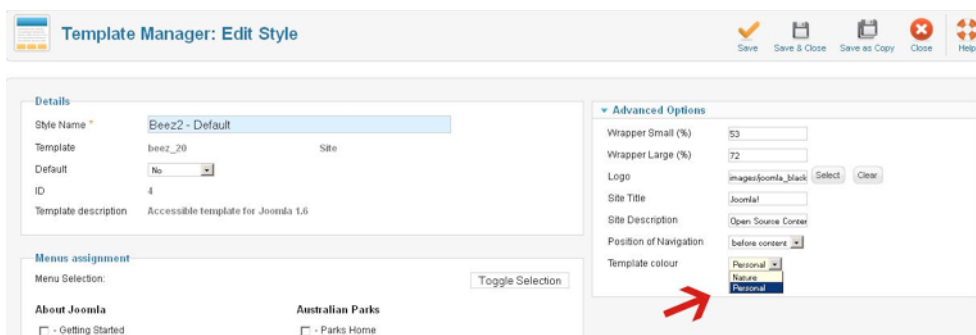 Template Manager: Edit Style
Save Save & Close Save as Copy Close Help
Details
Style Name * Beez2 - Default
Template beez_20 Site
Default No
ID 4
Template description Accessible template for Joomla 1.6
Menus assignment
Menu Selection: Toggle Selection
About Joomla Australian Parks
- Getting Started - Parks Home
Advanced Options
Wrapper Small (%) 53
Wrapper Large (%) 72
Logo images/joomla_black Select Clear
Site Title Joomla!
Site Description Open Source Conter
Position of Navigation before content
Template colour Personal
Nature
Personal